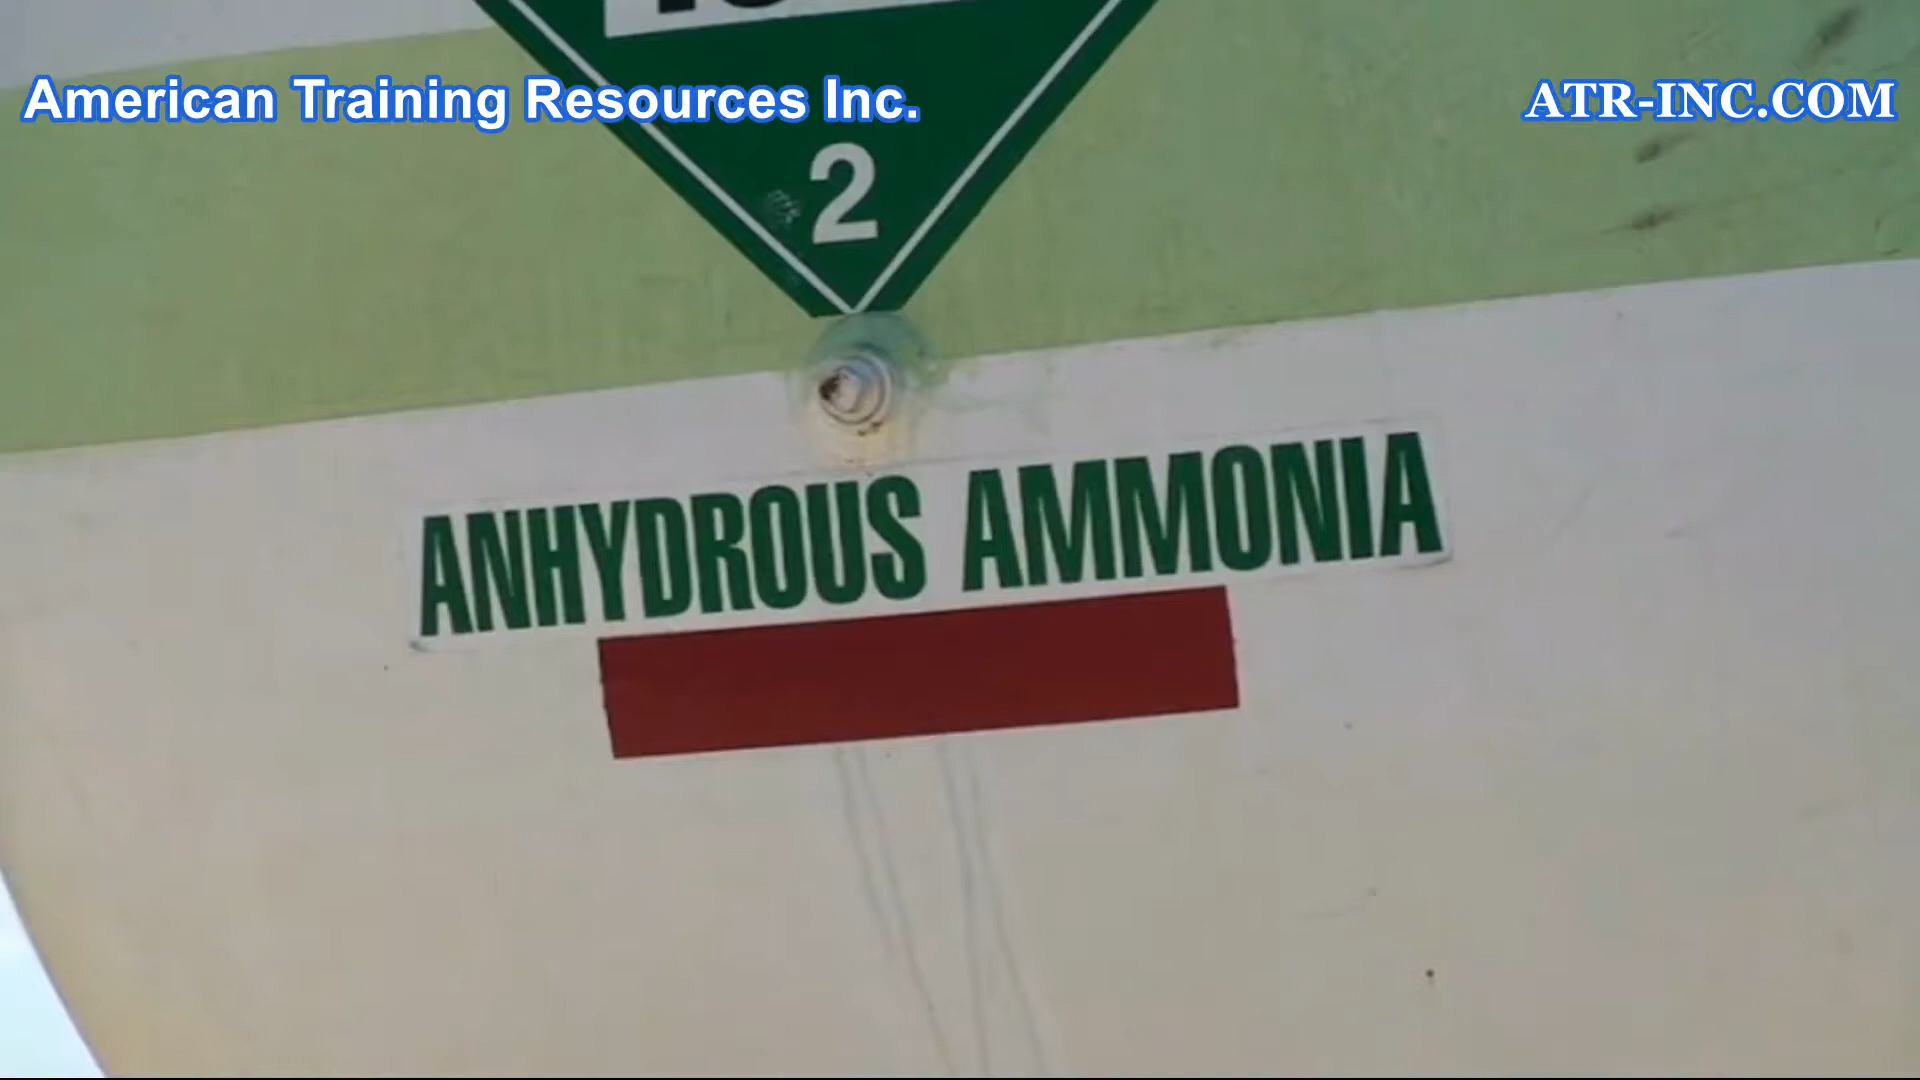 American Training Resources Inc.
ATR-INC.COM
2
ANHYDROUS AMMONIA